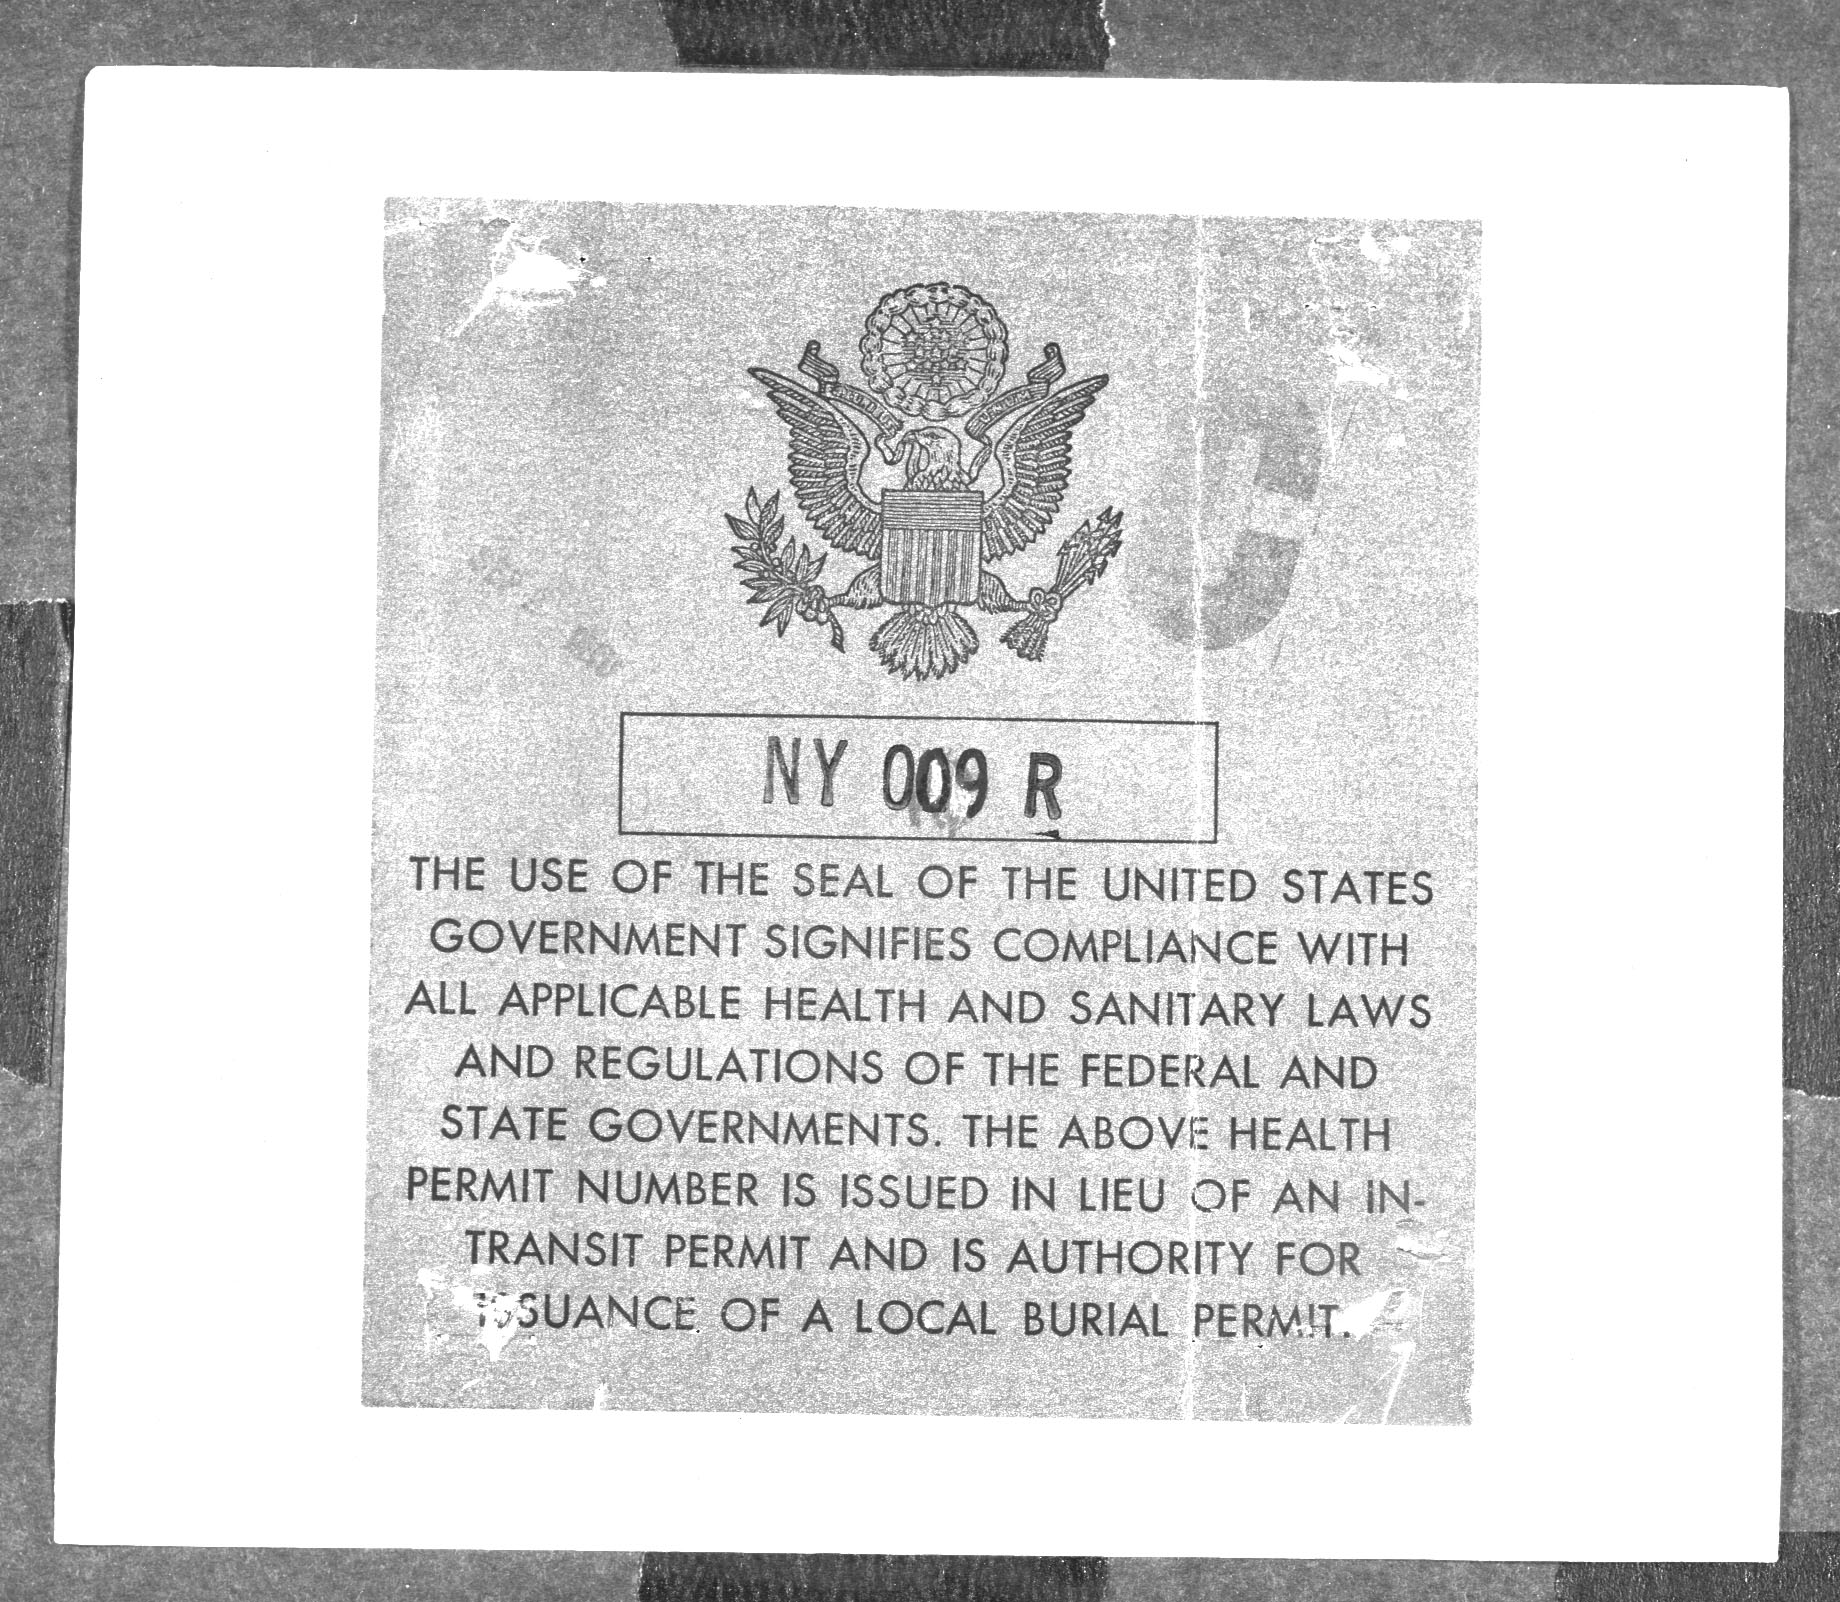 NY 009 R
THE USE OF THE SEAL OF THE UNITED STATES
GOVERNMENT SIGNIFIES COMPLIANCE WITH
ALL APPLICABLE HEALTH AND SANITARY LAWS
AND REGULATIONS OF THE FEDERAL AND
STATE GOVERNMENTS. THE ABOVE HEALTH
PERMIT NUMBER IS ISSUED IN LIEU OF AN IN-
TRANSIT PERMIT AND IS AUTHORITY FOR
ISSUANCE OF A LOCAL BURIAL PERMIT.